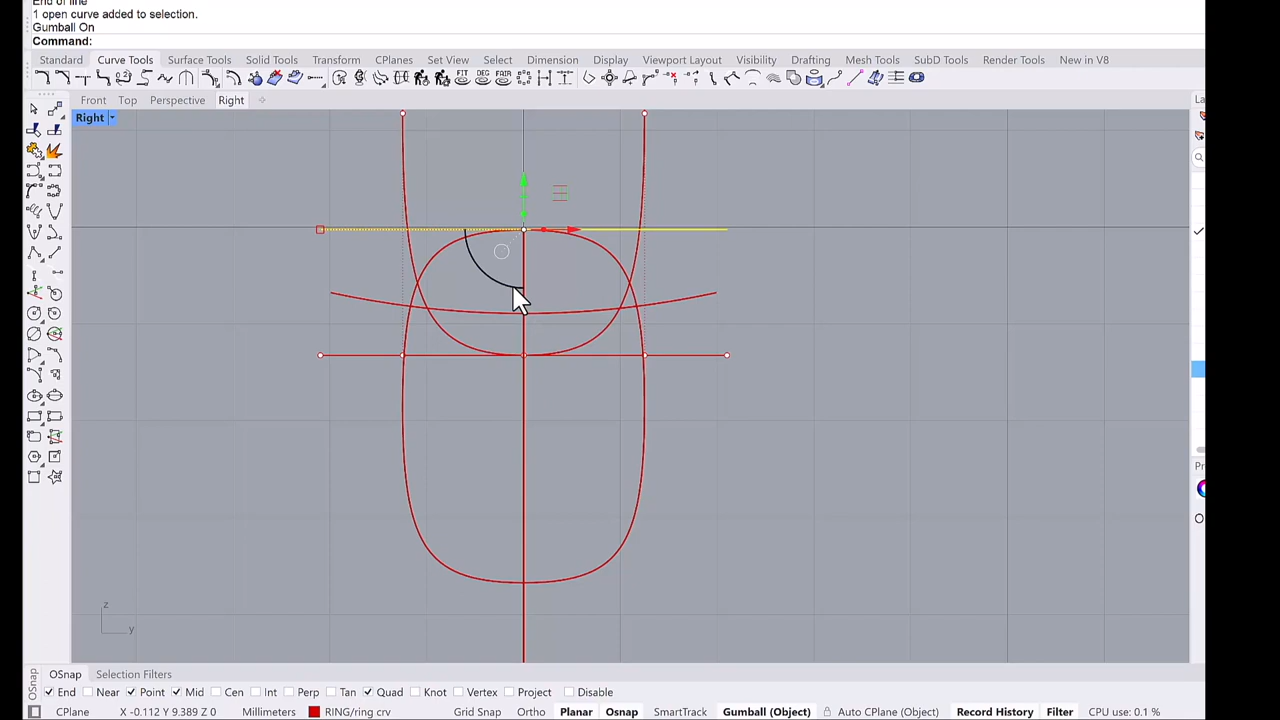 End of line
1 open curve added to selection.
Gumball On
Command:
Standard Curve Tools Surface Tools Solid Tools Transform CPlanes Set View Select Display Viewport Layout Visibility Drafting Mesh Tools SubD Tools Render Tools New in V8
FIT DEG FAIR
Front Top Perspective Right
Right
z
y
OSnap Selection Filters
OSnap
End Near Point Mid Cen Int Perp Tan Quad Knot Vertex Project Disable
CPlane X -0.112 Y 9.389 Z 0 Millimeters RING/ring crv Grid Snap Ortho Planar Osnap SmartTrack Gumball (Object) Auto CPlane (Object) Record History Filter CPU use: 0.1 %